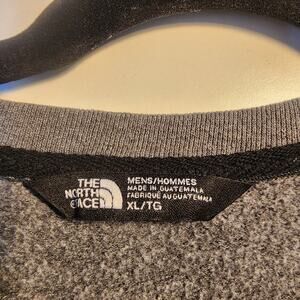 THE
NORTH
FACE
MENS/HOMMES
MADE IN GUATEMALA
FABRIQUÉ AU GUATEMALA
XL/TG